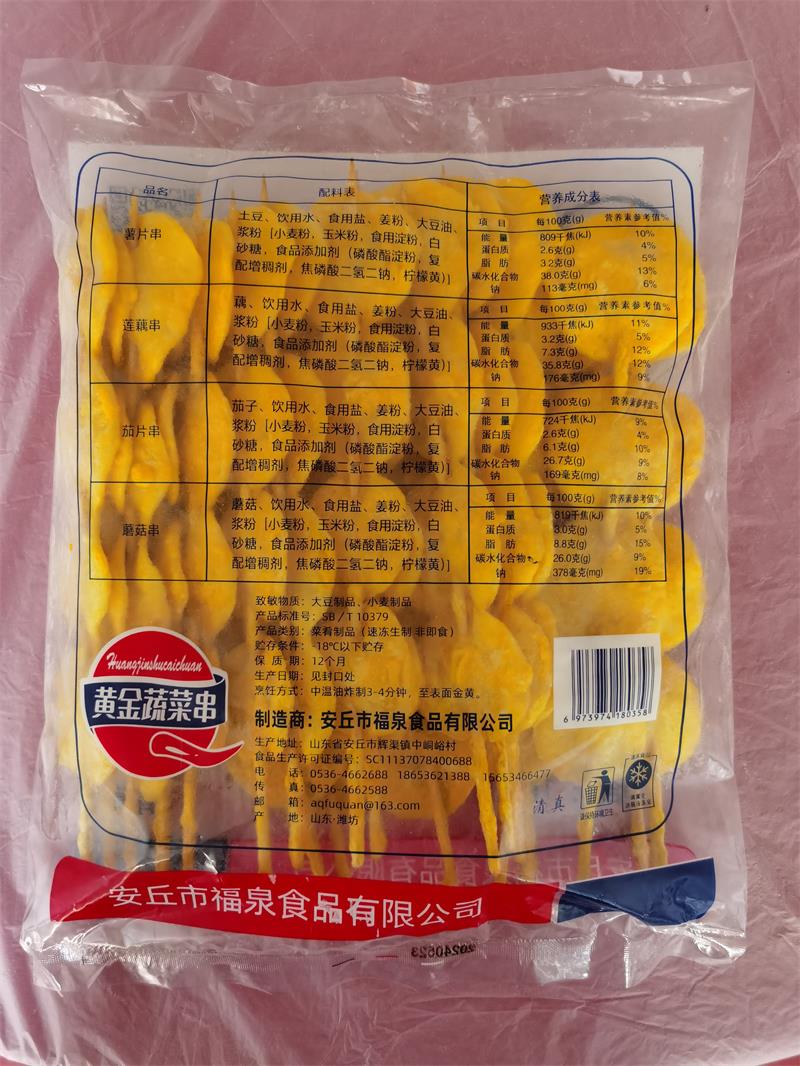 品名 配料表 营养成分表
薯片串
土豆、饮用水、食用盐、姜粉、大豆油、
浆粉［小麦粉，玉米粉，食用淀粉，白
砂糖，食品添加剂（磷酸酯淀粉，复
配增稠剂，焦磷酸二氢二钠，柠檬黄）］
项 目 每100克(g) 营养素参考值%
能 量 809千焦(kJ) 10%
蛋白质 2.6克(g) 4%
脂 肪 3.2克(g) 5%
碳水化合物 38.0克(g) 13%
钠 113毫克(mg) 6%
莲藕串
藕、饮用水、食用盐、姜粉、大豆油、
浆粉［小麦粉，玉米粉，食用淀粉，白
砂糖，食品添加剂（磷酸酯淀粉，复
配增稠剂，焦磷酸二氢二钠，柠檬黄）］
项 目 每100克(g) 营养素参考值%
能 量 933千焦(kJ) 11%
蛋白质 3.2克(g) 5%
脂 肪 7.3克(g) 12%
碳水化合物 35.8克(g) 12%
钠 176毫克(mg) 9%
茄片串
茄子、饮用水、食用盐、姜粉、大豆油、
浆粉［小麦粉，玉米粉，食用淀粉，白
砂糖，食品添加剂（磷酸酯淀粉，复
配增稠剂，焦磷酸二氢二钠，柠檬黄）］
项 目 每100克(g) 营养素参考值%
能 量 724千焦(kJ) 9%
蛋白质 2.6克(g) 4%
脂 肪 6.1克(g) 10%
碳水化合物 26.7克(g) 9%
钠 169毫克(mg) 8%
蘑菇串
蘑菇、饮用水、食用盐、姜粉、大豆油、
浆粉［小麦粉，玉米粉，食用淀粉，白
砂糖，食品添加剂（磷酸酯淀粉，复
配增稠剂，焦磷酸二氢二钠，柠檬黄）］
项 目 每100克(g) 营养素参考值%
能 量 819千焦(kJ) 10%
蛋白质 3.0克(g) 5%
脂 肪 8.8克(g) 15%
碳水化合物 26.0克(g) 9%
钠 378毫克(mg) 19%
致敏物质：大豆制品、小麦制品
产品标准号：SB/T 10379
产品类别：菜肴制品（速冻生制 非即食）
贮存条件：-18℃以下贮存
保 质 期：12个月
生产日期：见封口处
烹饪方式：中温油炸制3-4分钟，至表面金黄。
Huangjinshucaichuan
黄金蔬菜串
制造商：安丘市福泉食品有限公司
生产地址：山东省安丘市辉渠镇中峒峪村
食品生产许可证编号：SC11137078400688
电 话：0536-4662688 18653621388 15653466477
传 真：0536-4662588
邮 箱：aqfuquan@163.com
产 地：山东·潍坊
6 973974 180358
清真
请保持环境卫生
安丘市福泉食品有限公司
20240523